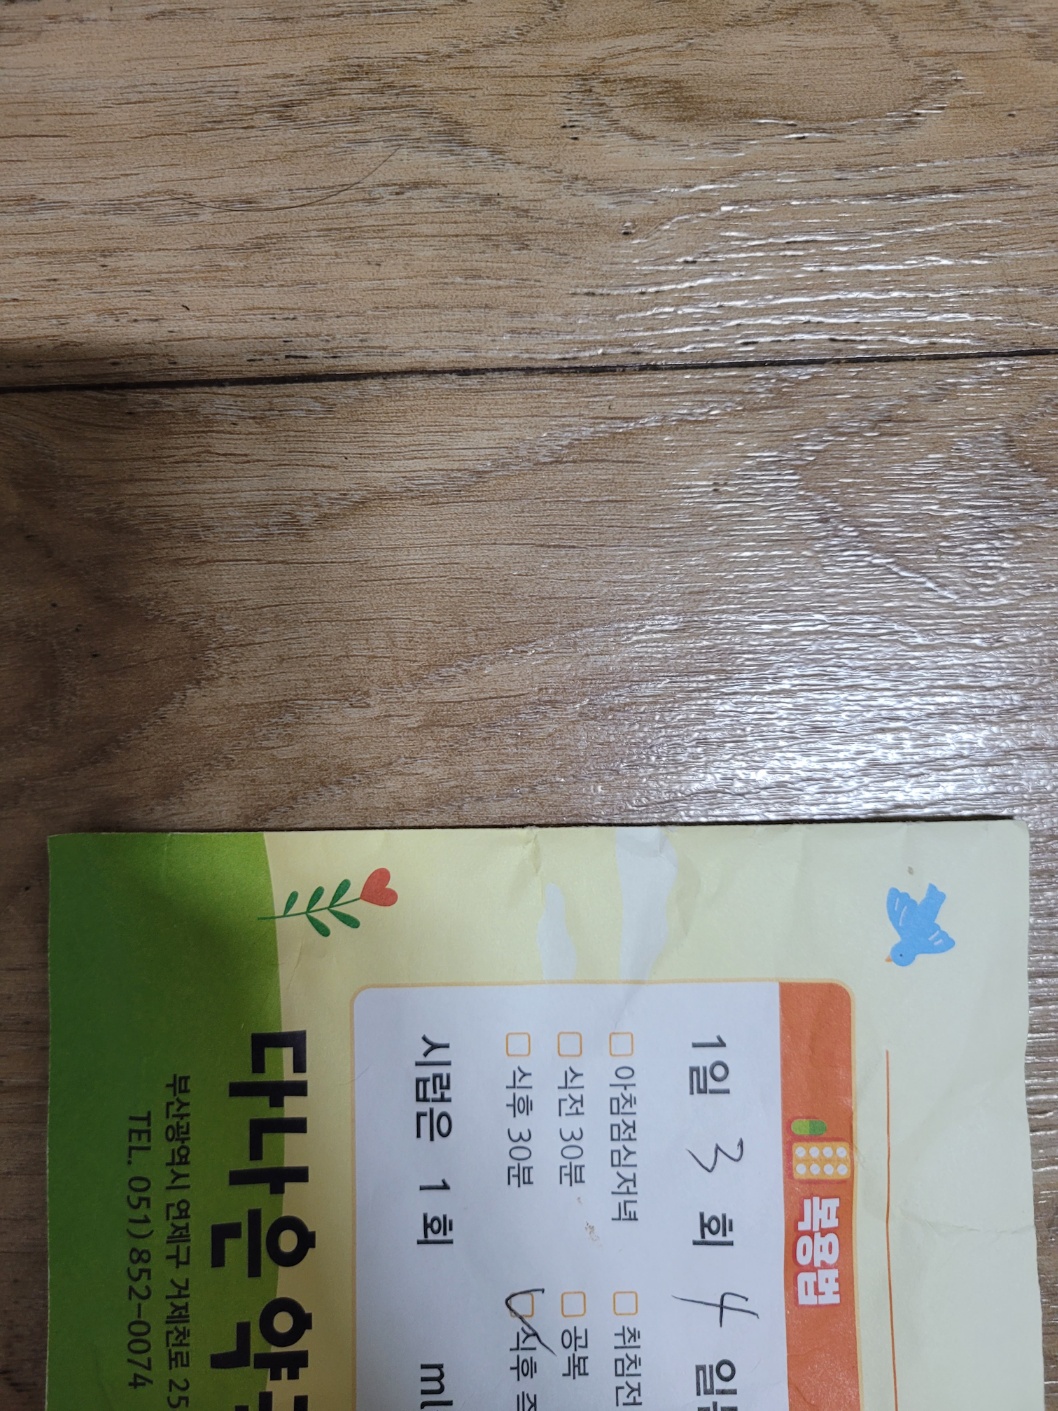 복용법
1일 3 회 4 일분
아침점심저녁 취침전
식전 30분 공복
식후 30분 식후
시럽은 1 회 ml
다나은
부산광역시 연제구 거제천로 25
TEL. 051) 852-0074